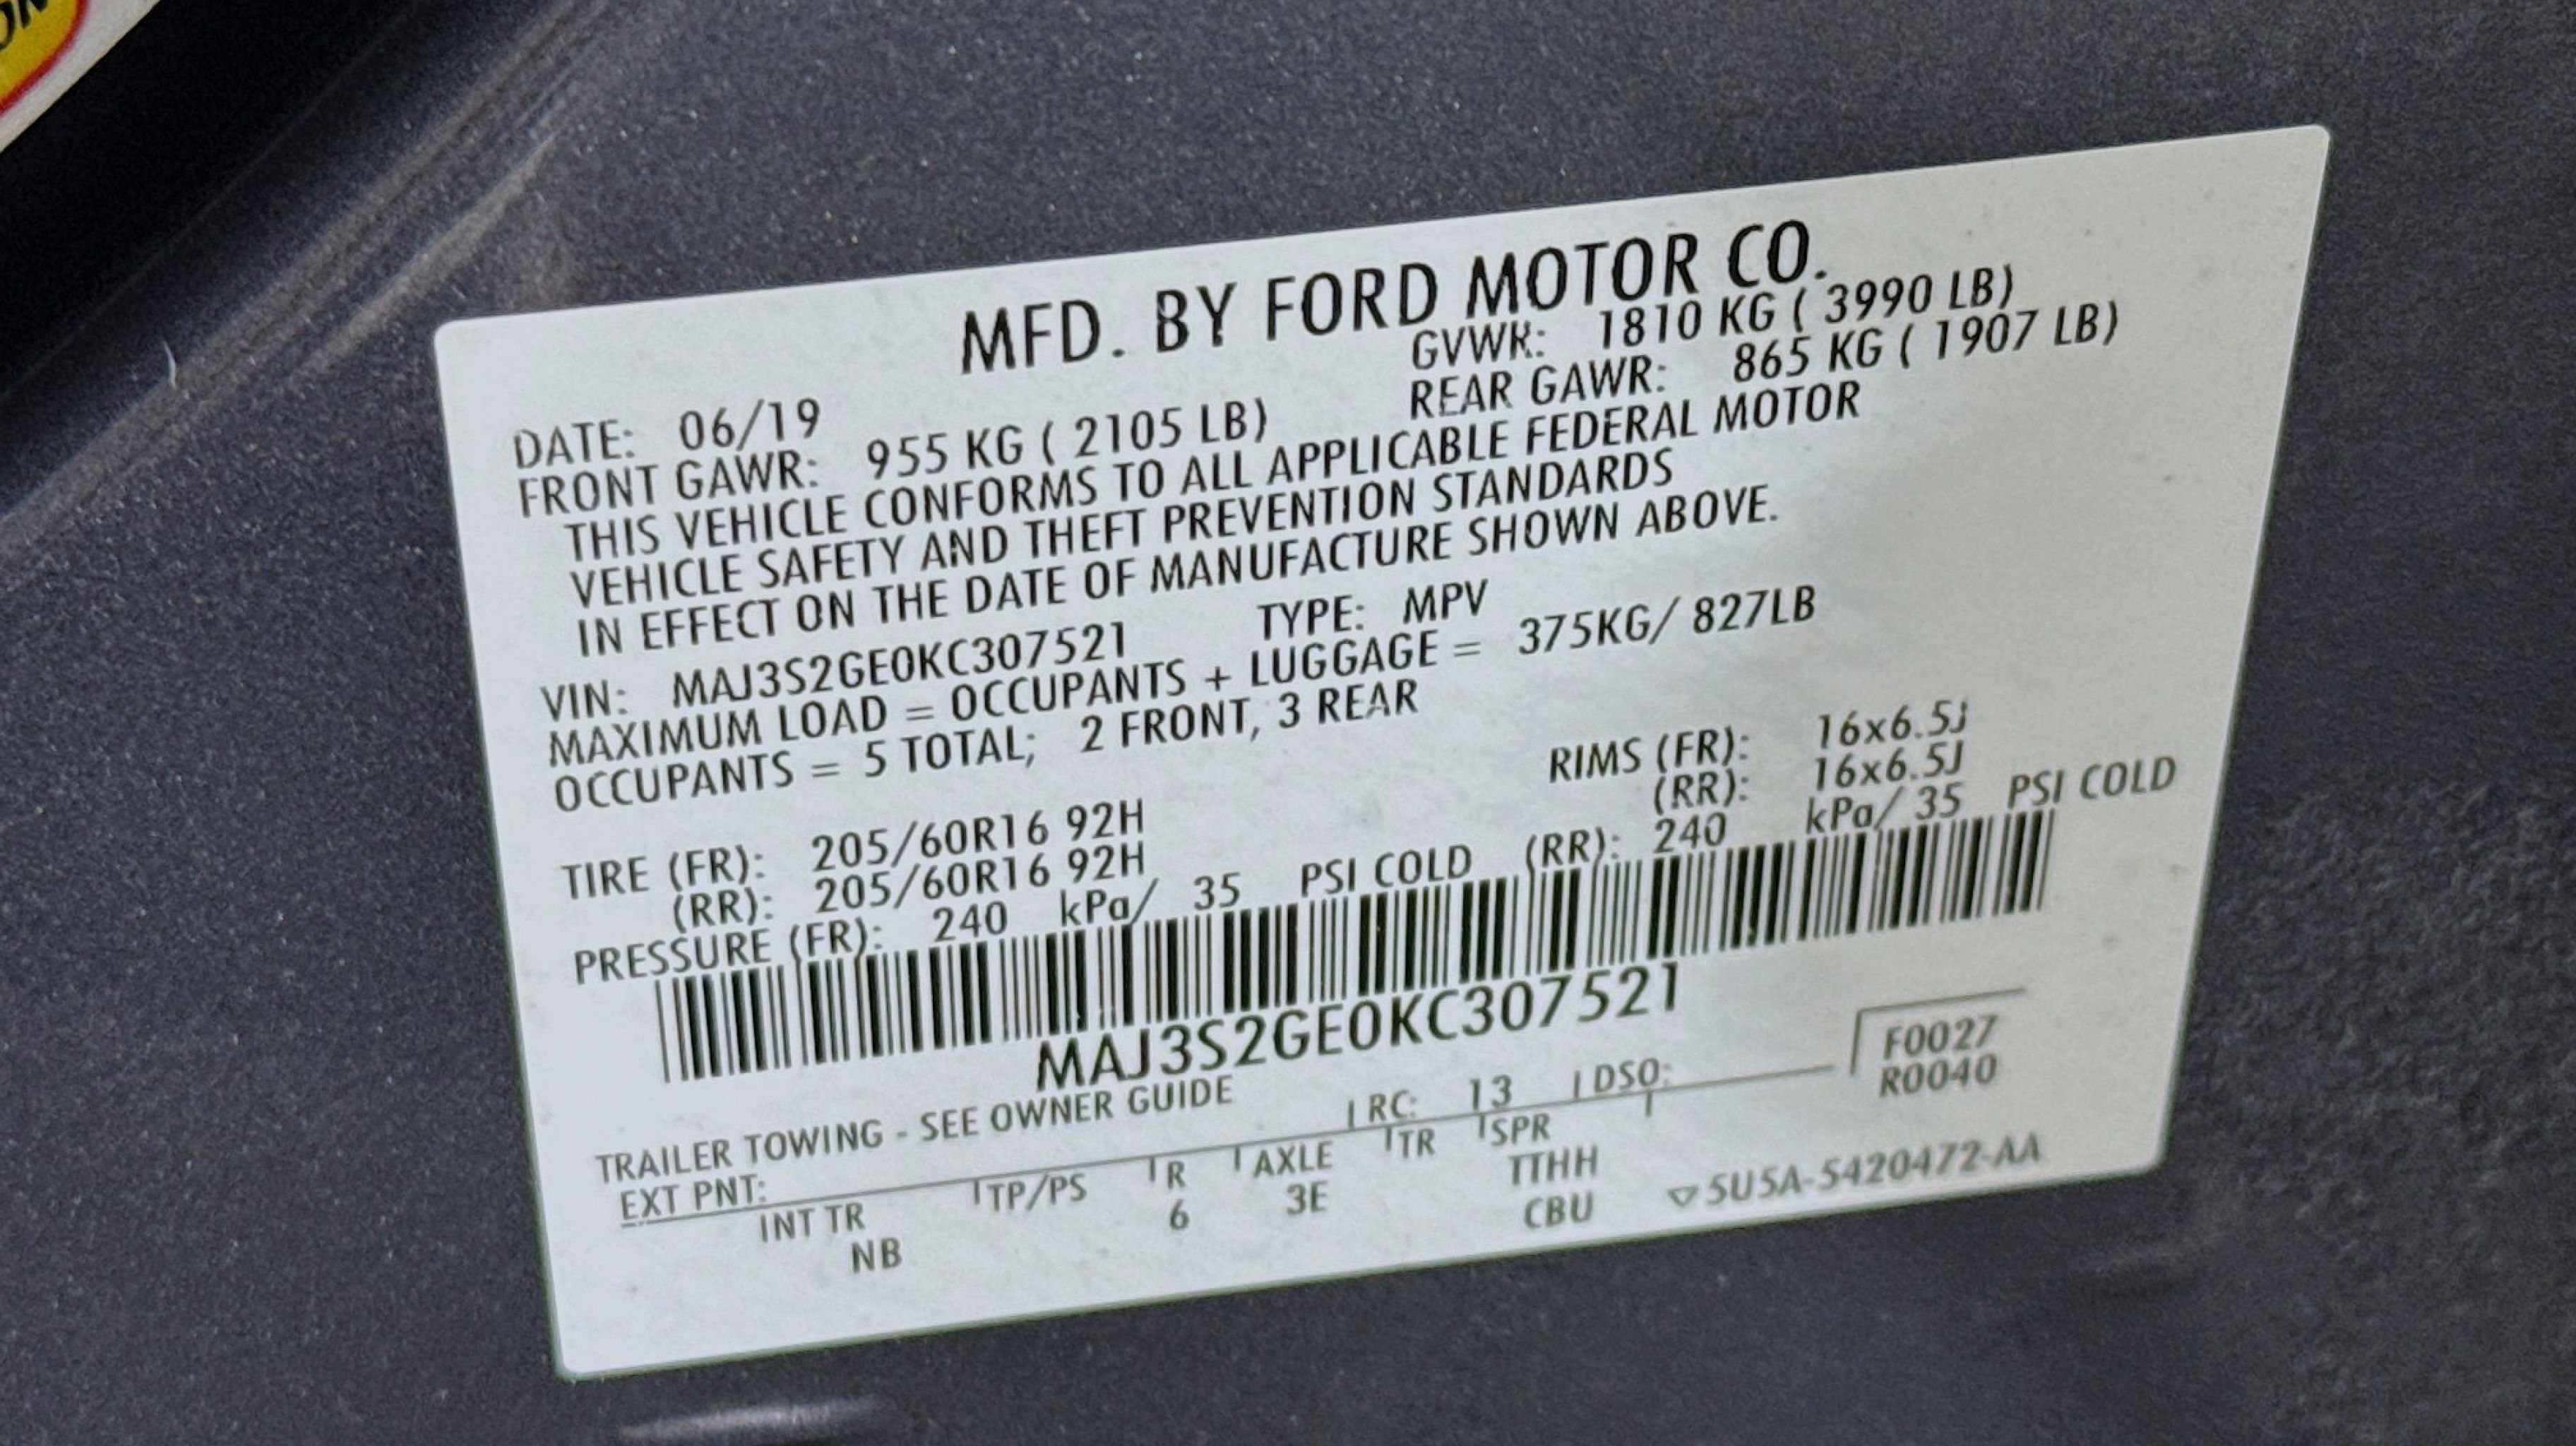 ON
MFD. BY FORD MOTOR CO.
DATE: 06/19 GVWR: 1810 KG ( 3990 LB)
FRONT GAWR: 955 KG ( 2105 LB) REAR GAWR: 865 KG ( 1907 LB)
THIS VEHICLE CONFORMS TO ALL APPLICABLE FEDERAL MOTOR
VEHICLE SAFETY AND THEFT PREVENTION STANDARDS
IN EFFECT ON THE DATE OF MANUFACTURE SHOWN ABOVE.
VIN: MAJ3S2GE0KC307521 TYPE: MPV
MAXIMUM LOAD = OCCUPANTS + LUGGAGE = 375KG/ 827LB
OCCUPANTS = 5 TOTAL; 2 FRONT, 3 REAR
TIRE (FR): 205/60R16 92H RIMS (FR): 16x6.5J
(RR): 205/60R16 92H (RR): 16x6.5J
PRESSURE (FR): 240 kPa/ 35 PSI COLD (RR): 240 kPa/ 35 PSI COLD
MAJ3S2GE0KC307521
TRAILER TOWING - SEE OWNER GUIDE
EXT PNT: RC: 13 DSO: F0027
R0040
INT TR TP/PS R AXLE TR SPR
NB 6 3E TTHH
CBU
▽5U5A-5420472-AA